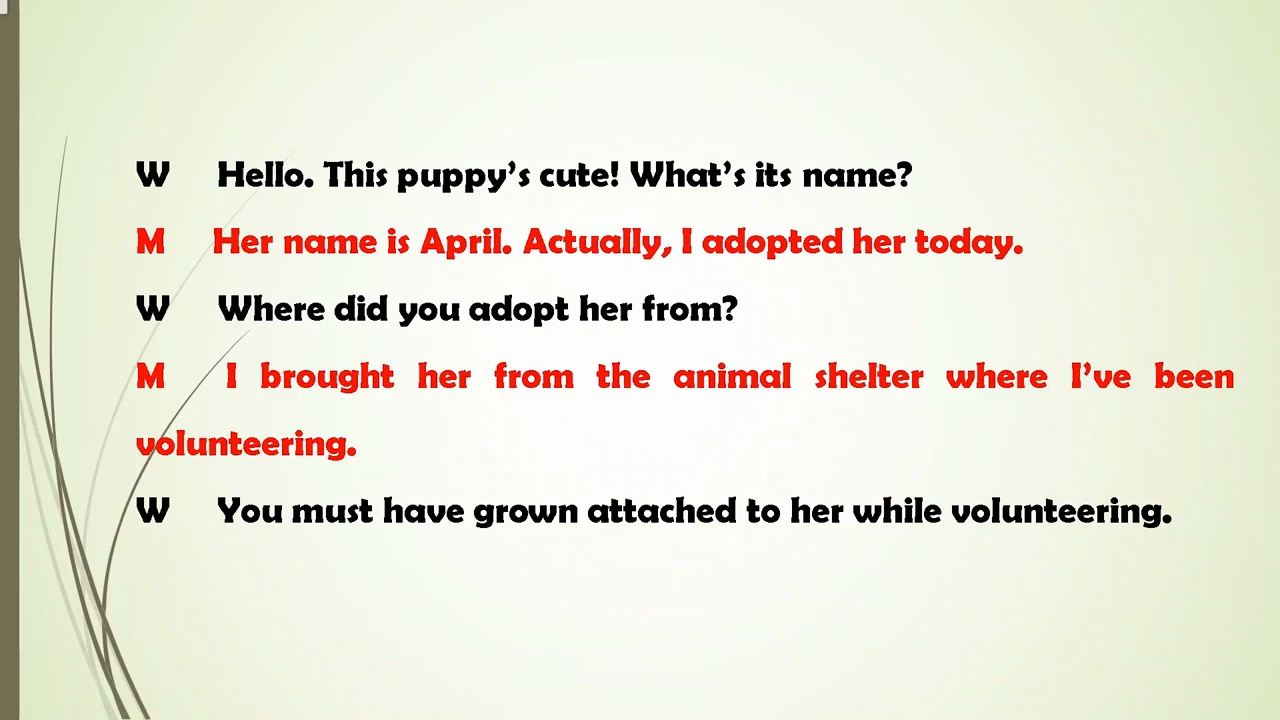 W Hello. This puppy's cute! What's its name?
M Her name is April. Actually, I adopted her today.
W Where did you adopt her from?
M I brought her from the animal shelter where I've been
volunteering.
W You must have grown attached to her while volunteering.